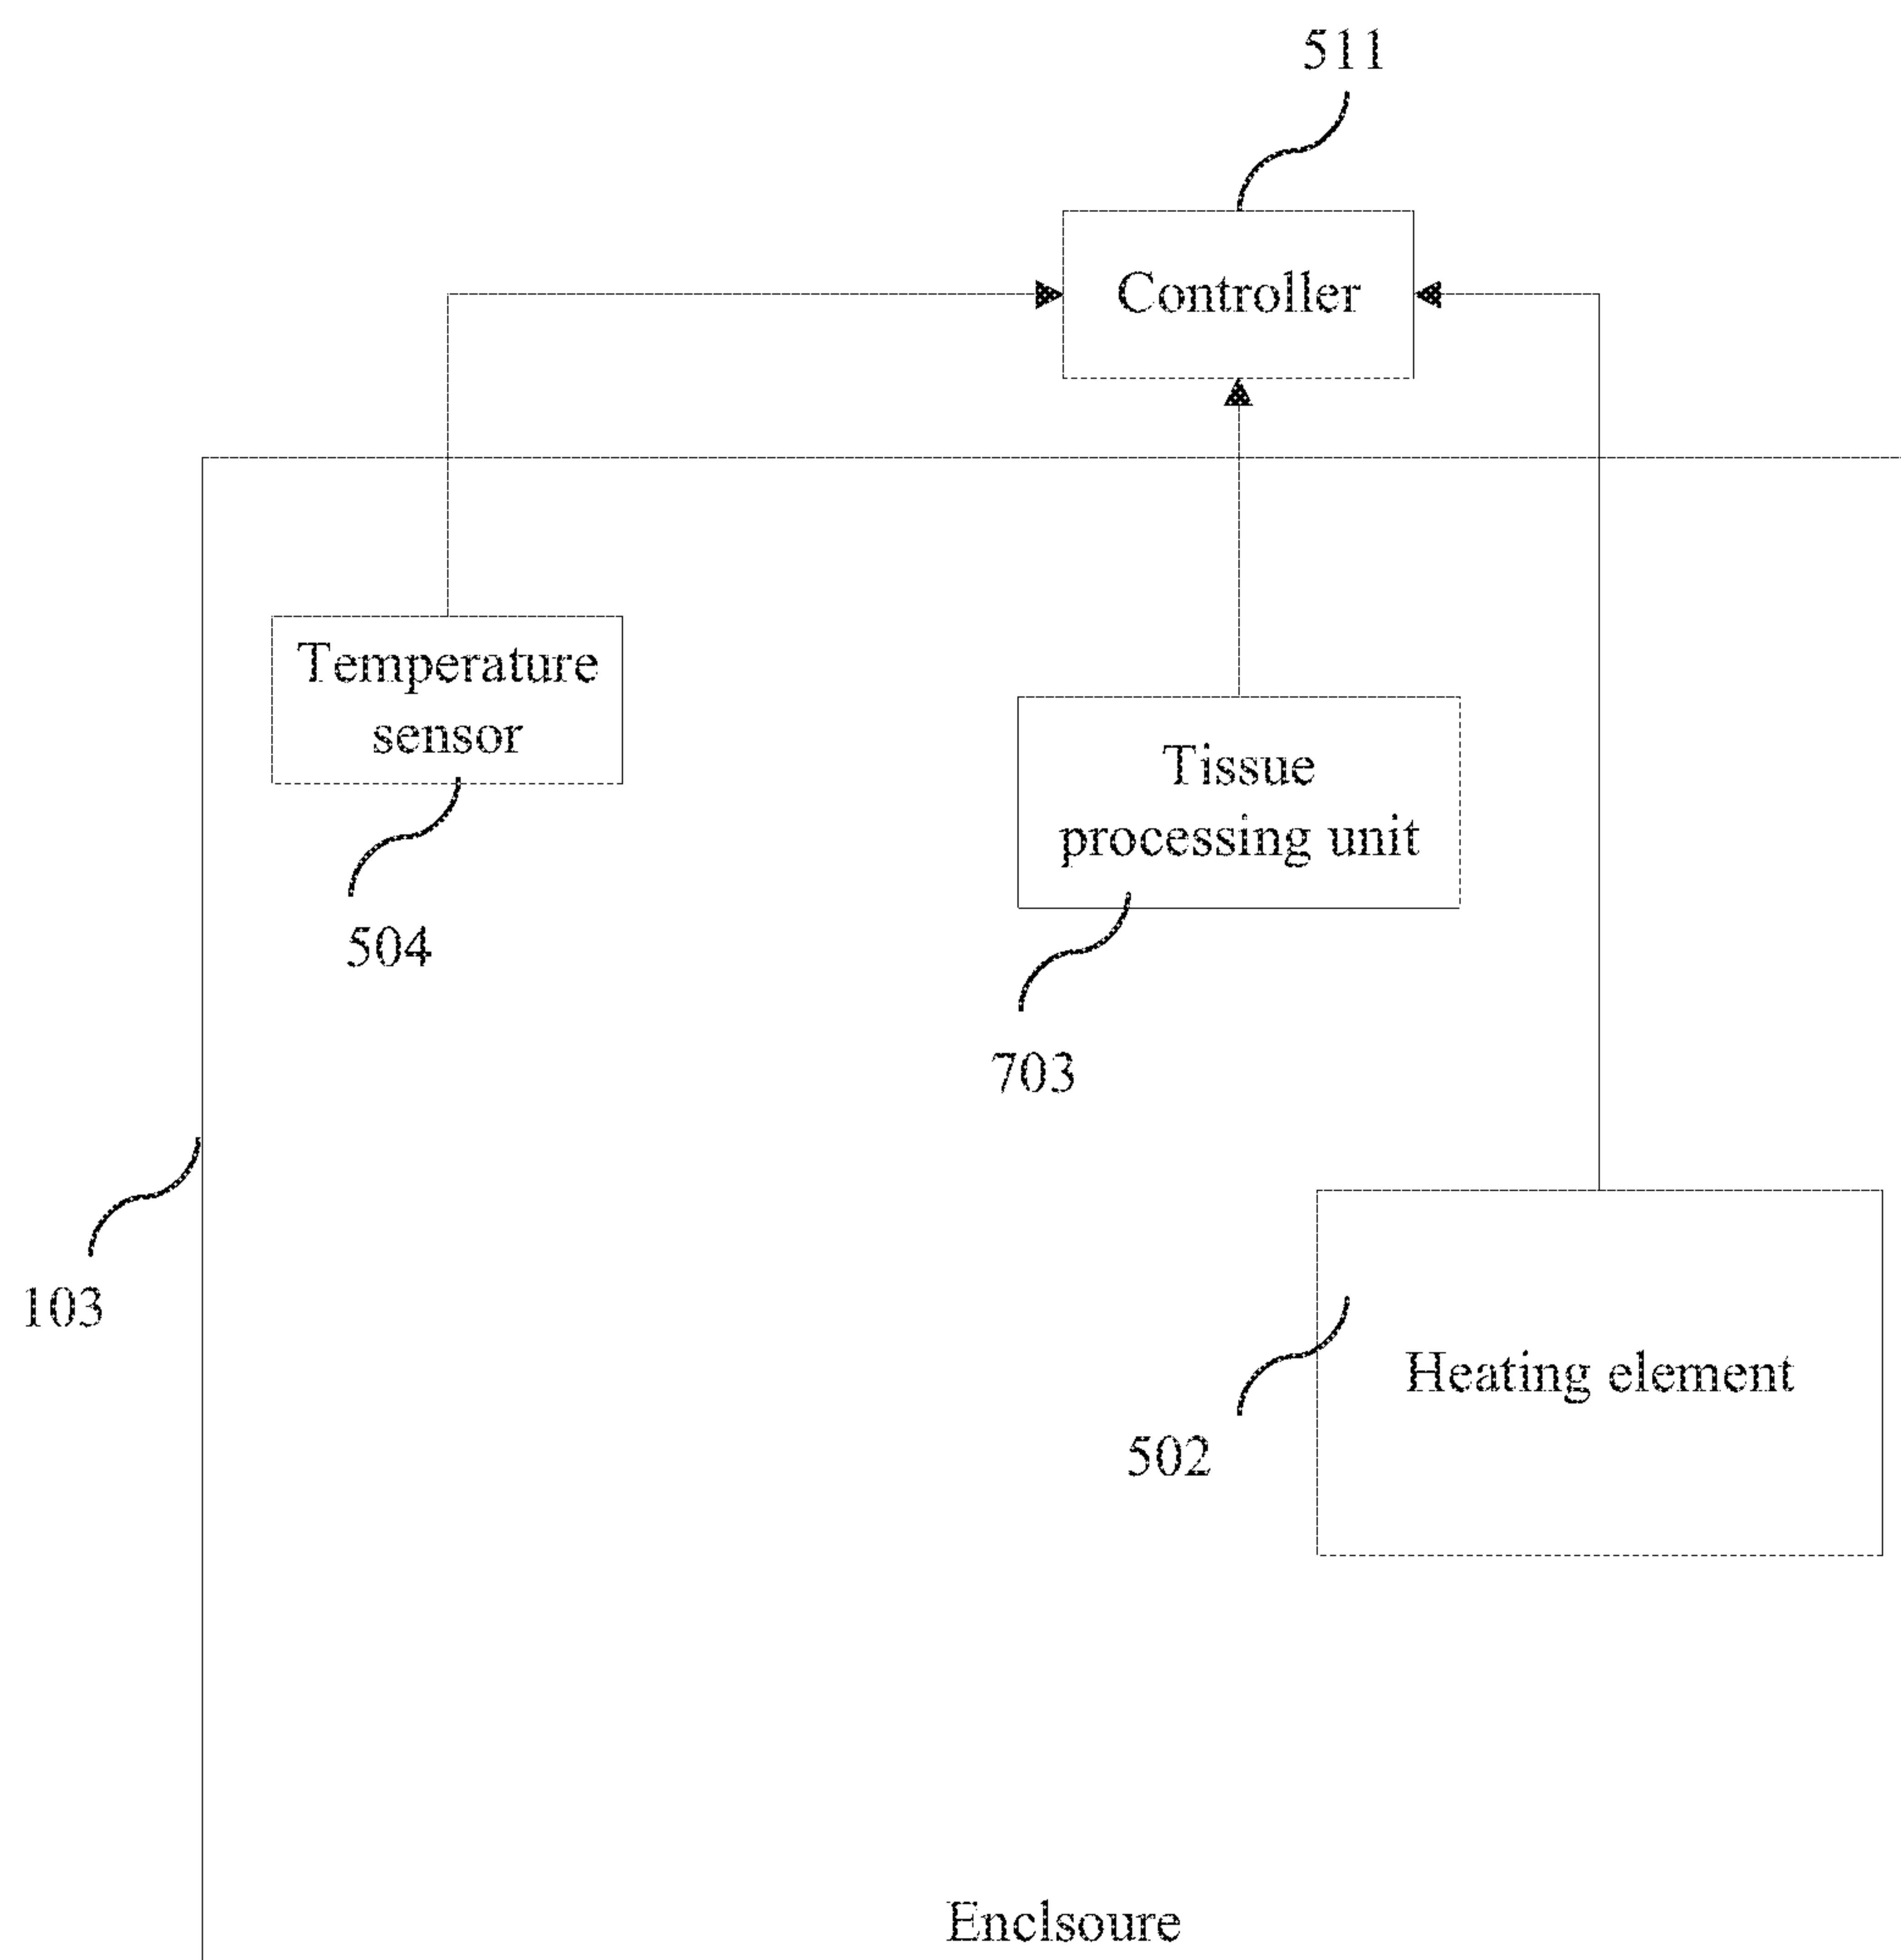 511
Controller
Temperature
sensor
504
Tissue
processing unit
703
103
Heating element
502
Enclsoure